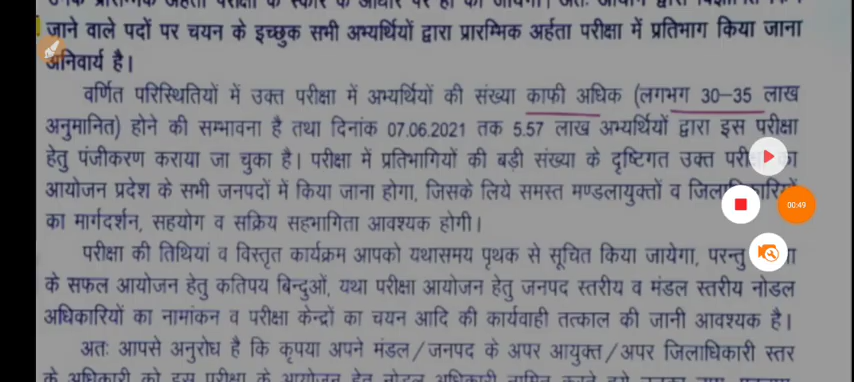 जाने वाले पदों पर चयन के इच्छुक सभी अभ्यर्थियों द्वारा प्रारम्भिक अर्हता परीक्षा में प्रतिभाग किया जाना
अनिवार्य है।
वर्णित परिस्थितियों में उक्त परीक्षा में अभ्यर्थियों की संख्या काफी अधिक (लगभग 30–35 लाख
अनुमानित) होने की सम्भावना है तथा दिनांक 07.06.2021 तक 5.57 लाख अभ्यर्थियों द्वारा इस परीक्षा
हेतु पंजीकरण कराया जा चुका है। परीक्षा में प्रतिभागियों की बड़ी संख्या के दृष्टिगत उक्त
आयोजन प्रदेश के सभी जनपदों में किया जाना होगा, जिसके लिये समस्त मण्डलायुक्तों व
00:49
का मार्गदर्शन, सहयोग व सक्रिय सहभागिता आवश्यक होगी।
परीक्षा की तिथियां व विस्तृत कार्यक्रम आपको यथासमय पृथक से सूचित किया जायेगा, परन्तु
के सफल आयोजन हेतु कतिपय बिन्दुओं, यथा परीक्षा आयोजन हेतु जनपद स्तरीय व मंडल स्तरीय नोडल
अधिकारियों का नामांकन व परीक्षा केन्द्रों का चयन आदि की कार्यवाही तत्काल की जानी आवश्यक है।
अतः आपसे अनुरोध है कि कृपया अपने मंडल/जनपद के अपर आयुक्त/अपर जिलाधिकारी स्तर